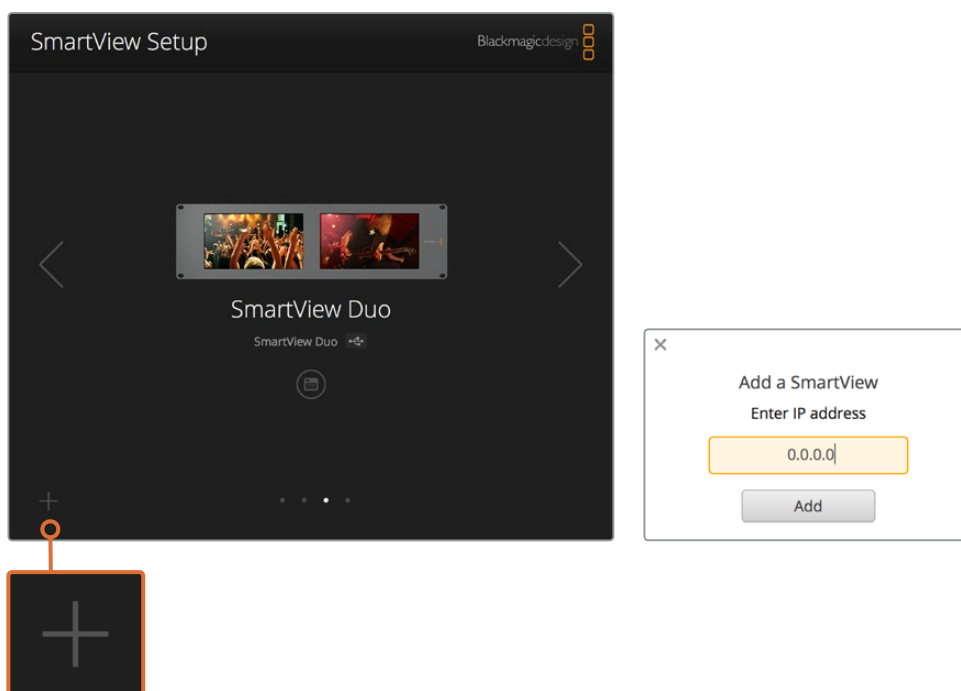 SmartView Setup
Blackmagicdesign
SmartView Duo
SmartView Duo
Add a SmartView
Enter IP address
0.0.0.0
Add